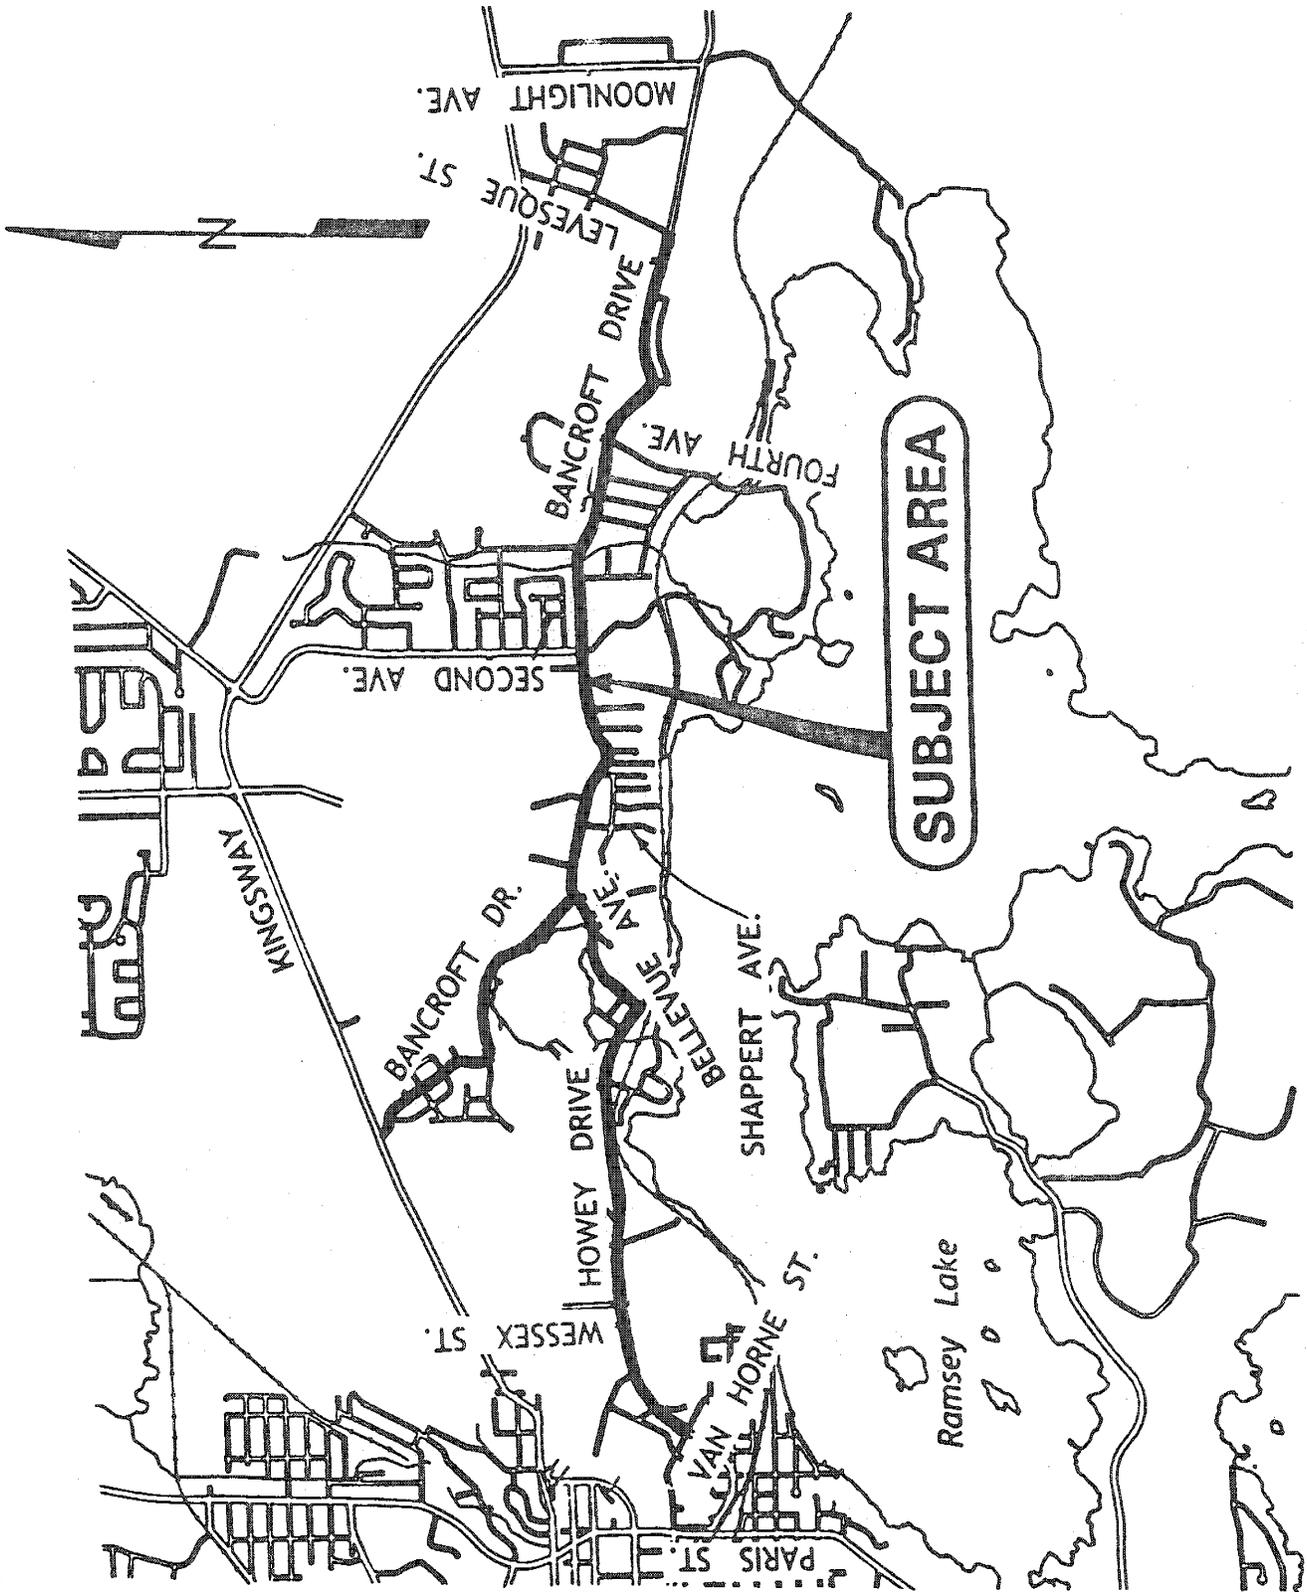 MOONLIGHT AVE.
LEVESQUE ST.
N
BANCROFT DRIVE
FOURTH AVE.
SECOND AVE.
SUBJECT AREA
KINGSWAY
BANCROFT DR.
BELLEVUE AVE.
SHAPPERT AVE.
HOWEY DRIVE
WESSEX ST.
VAN HORNE ST.
Ramsey Lake
PARIS ST.